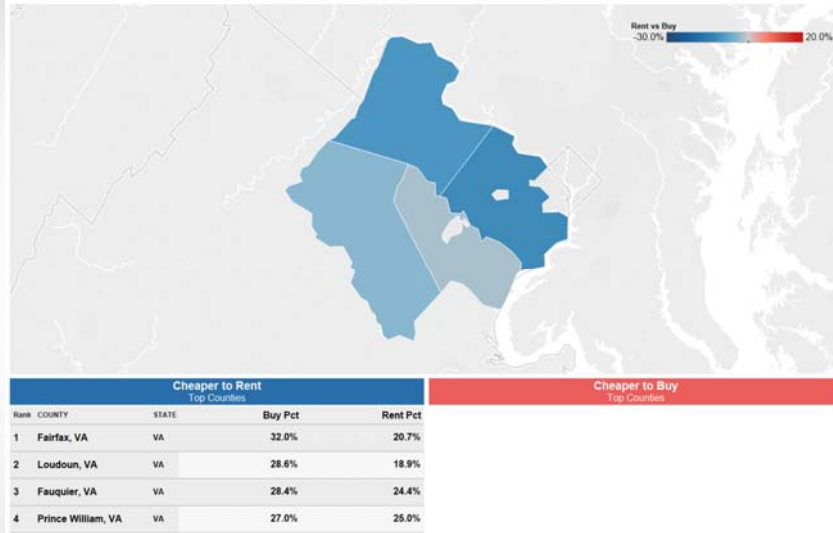 Rent vs Buy
-30.0% 20.0%
Cheaper to Rent
Top Counties
Rank COUNTY STATE Buy Pct Rent Pct
1 Fairfax, VA VA 32.0% 20.7%
2 Loudoun, VA VA 28.6% 18.9%
3 Fauquier, VA VA 28.4% 24.4%
4 Prince William, VA VA 27.0% 25.0%
Cheaper to Buy
Top Counties